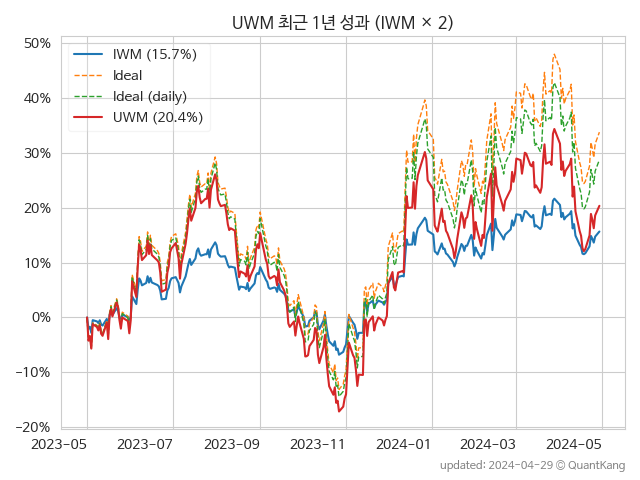 UWM 최근 1년 성과 (IWM × 2)
50%
40%
30%
20%
10%
0%
−10%
−20%
IWM (15.7%)
Ideal
Ideal (daily)
UWM (20.4%)
2023-05 2023-07 2023-09 2023-11 2024-01 2024-03 2024-05
updated: 2024-04-29 © QuantKang